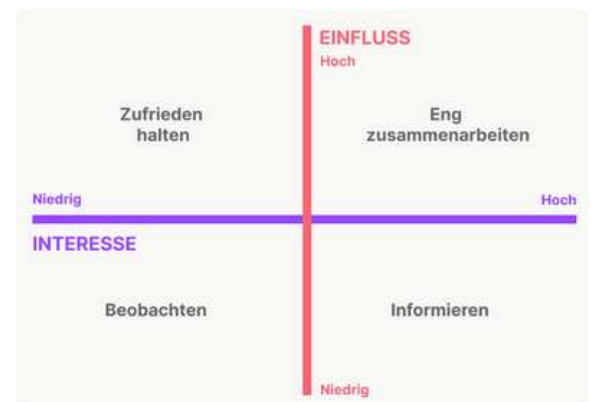 EINFLUSS
Hoch
Zufrieden
halten
Eng
zusammenarbeiten
Niedrig
Hoch
INTERESSE
Beobachten
Informieren
Niedrig